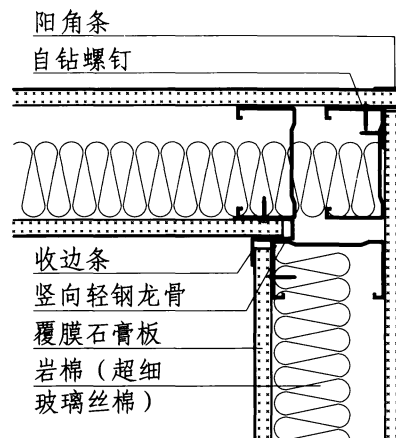 阳角条
自钻螺钉
收边条
竖向轻钢龙骨
覆膜石膏板
岩棉（超细
玻璃丝棉）